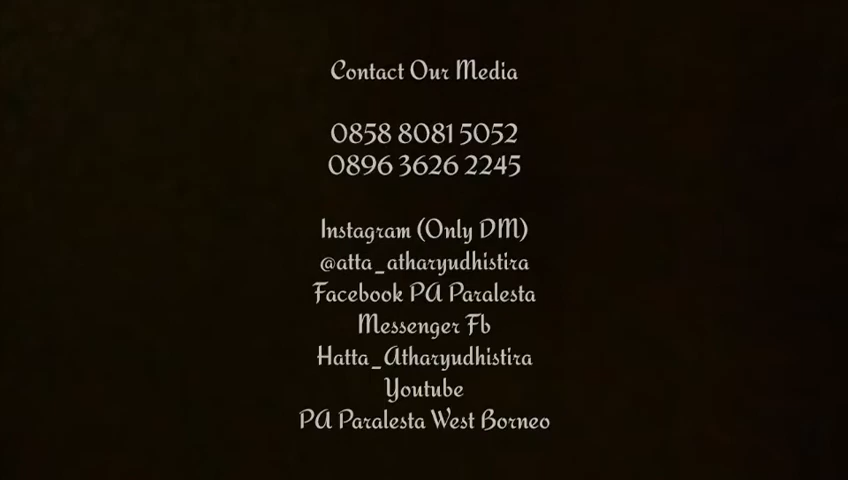 Contact Our Media
0858 8081 5052
0896 3626 2245
Instagram (Only DM)
@atta_atharyudhistira
Facebook PA Paralesta
Messenger Fb
Hatta_Atharyudhistira
Youtube
PA Paralesta West Borneo